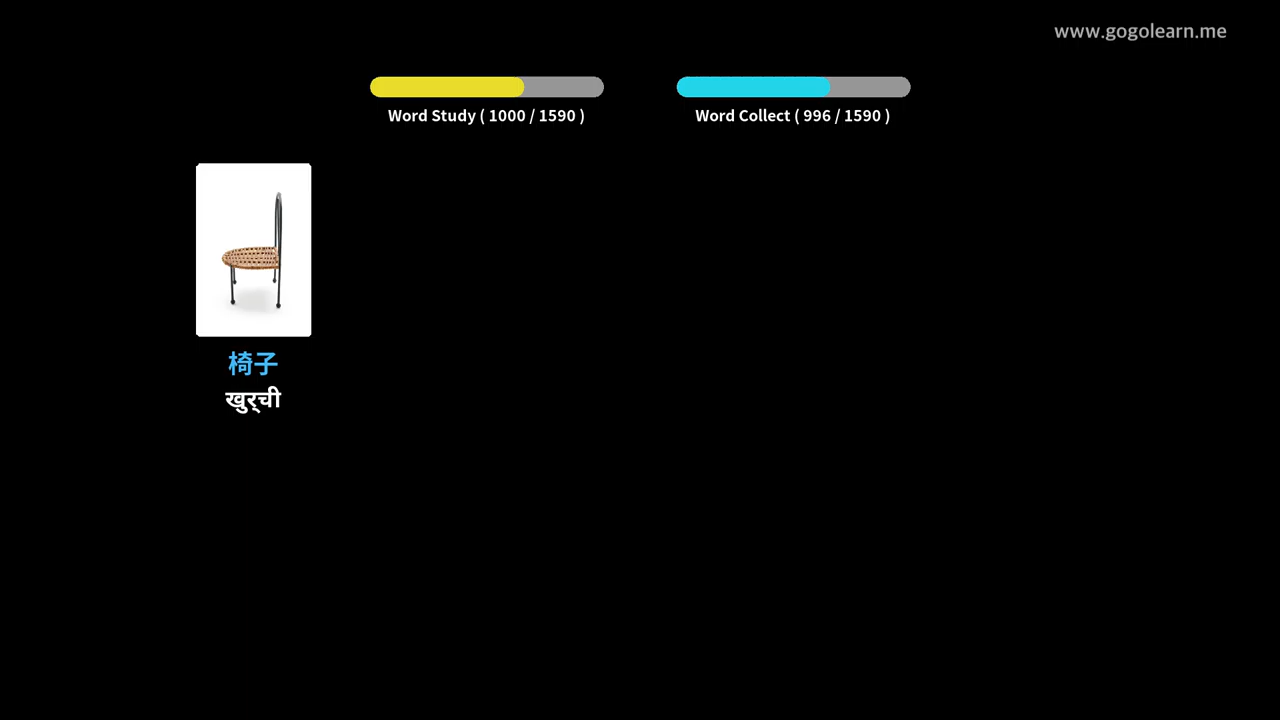 www.gogolearn.me
Word Study ( 1000 / 1590 )
Word Collect ( 996 / 1590 )
椅子
खुर्ची